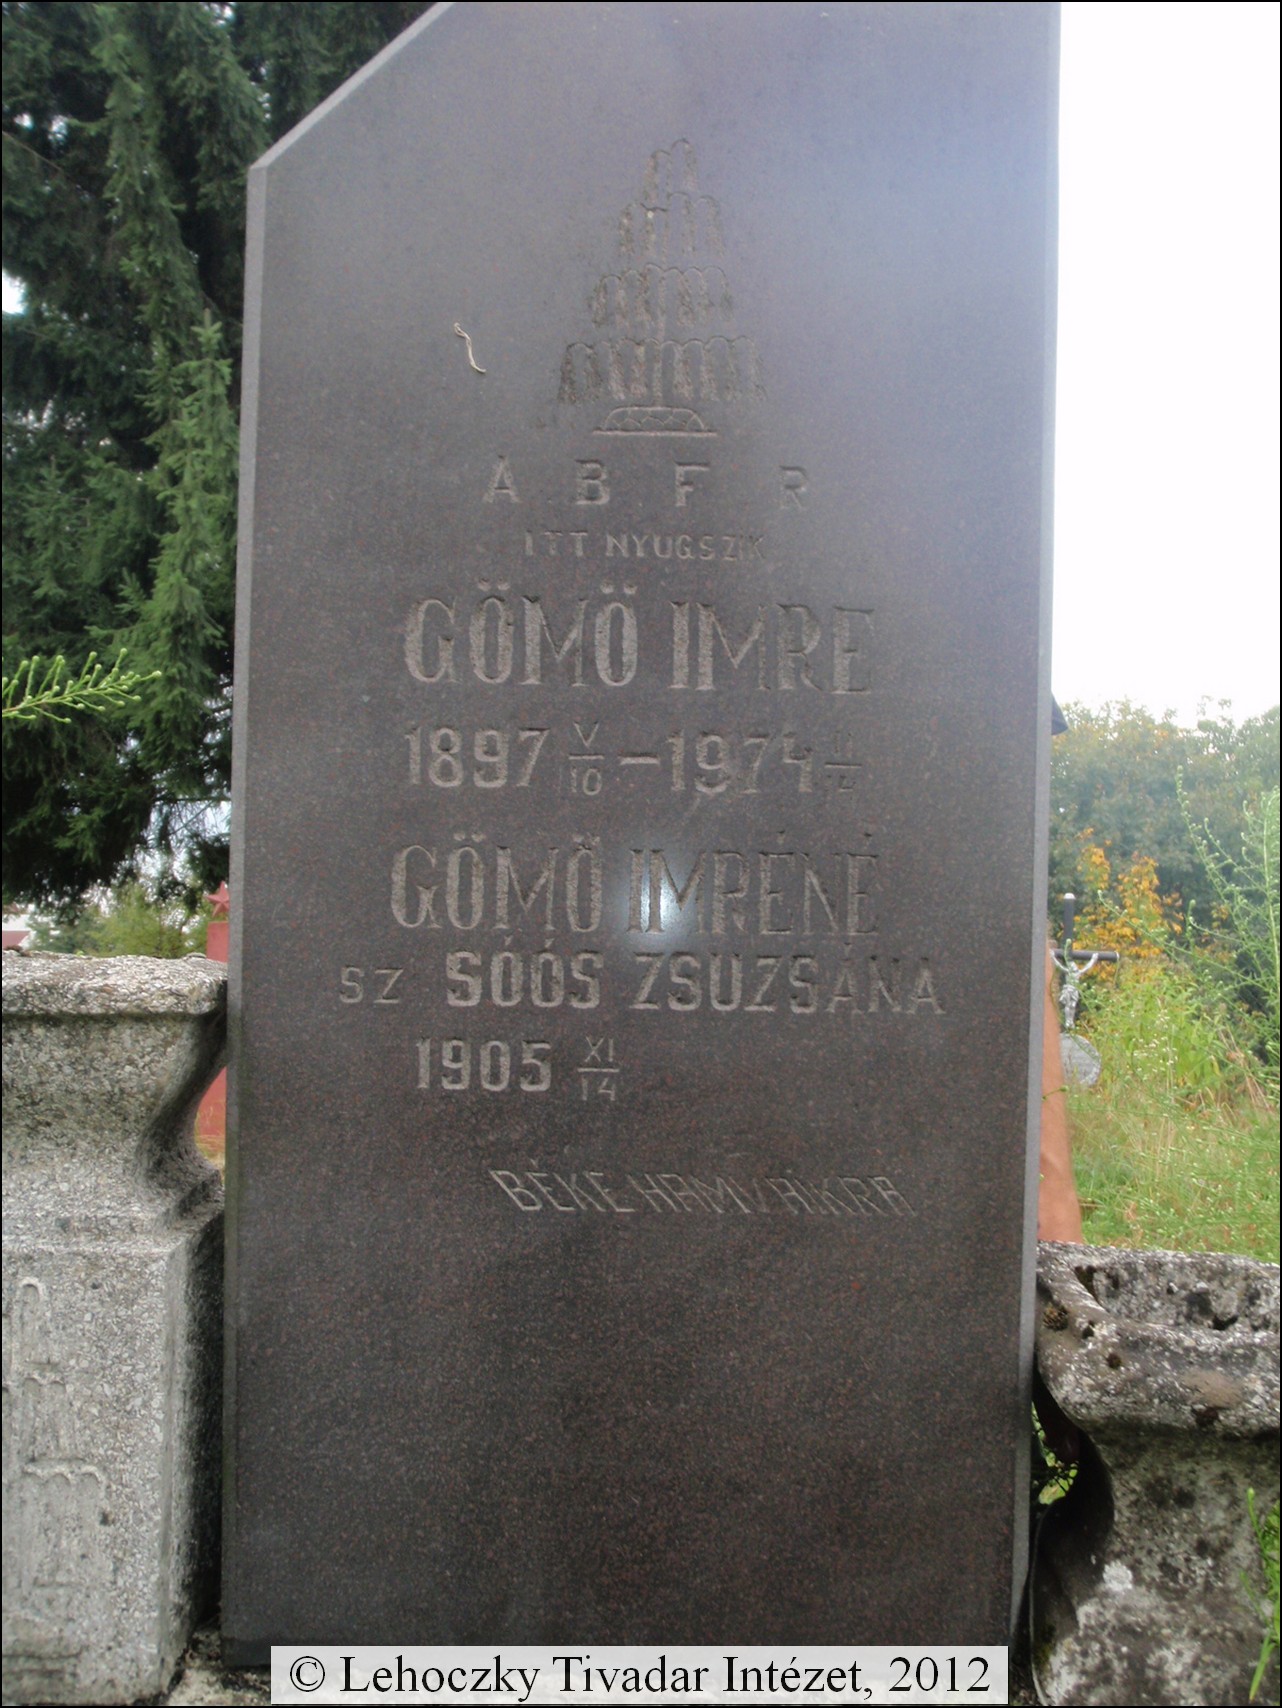 A B F R
ITT NYUGSZIK
GÖMÖ IMRE
1897 V/10 – 1974
GÖMÖ IMRÉNÉ
SZ SÓÓS ZSUZSÁNA
1905 XI/14
BÉKE HAMVAIKRA
© Lehoczky Tivadar Intézet, 2012